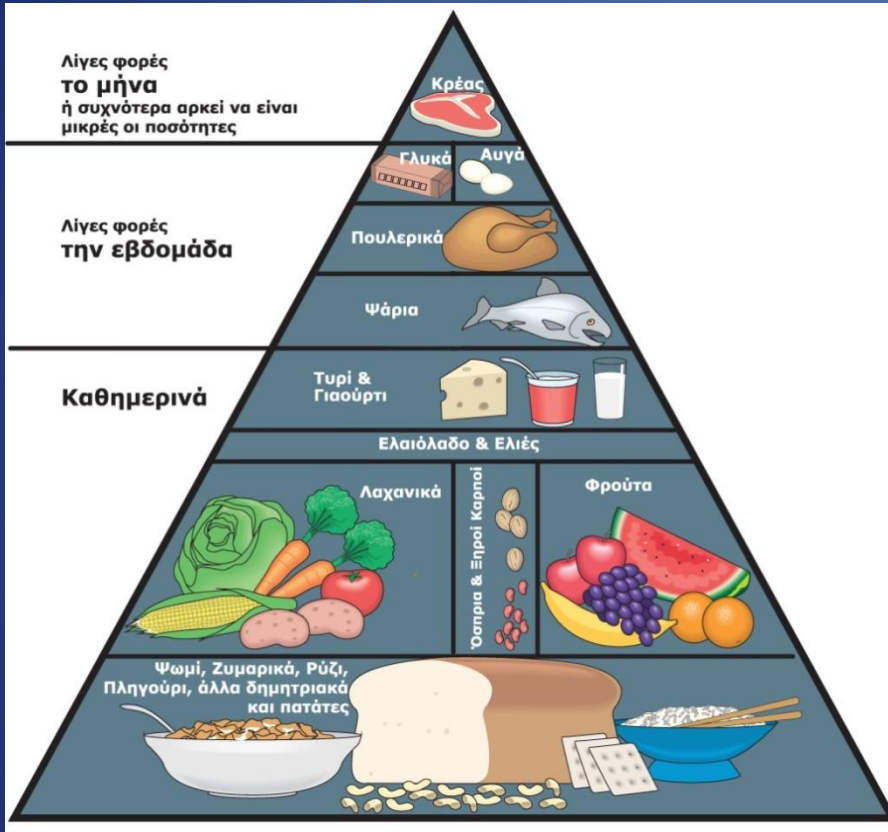 Λίγες φορές
το μήνα
ή συχνότερα αρκεί να είναι
μικρές οι ποσότητες
Κρέας
Γλυκά
Αυγά
Λίγες φορές
την εβδομάδα
Πουλερικά
Ψάρια
Καθημερινά
Τυρί &
Γιαούρτι
Ελαιόλαδο & Ελιές
Λαχανικά
Όσπρια & Ξηροί Καρποί
Φρούτα
Ψωμί, Ζυμαρικά, Ρύζι,
Πληγούρι, άλλα δημητριακά
και πατάτες